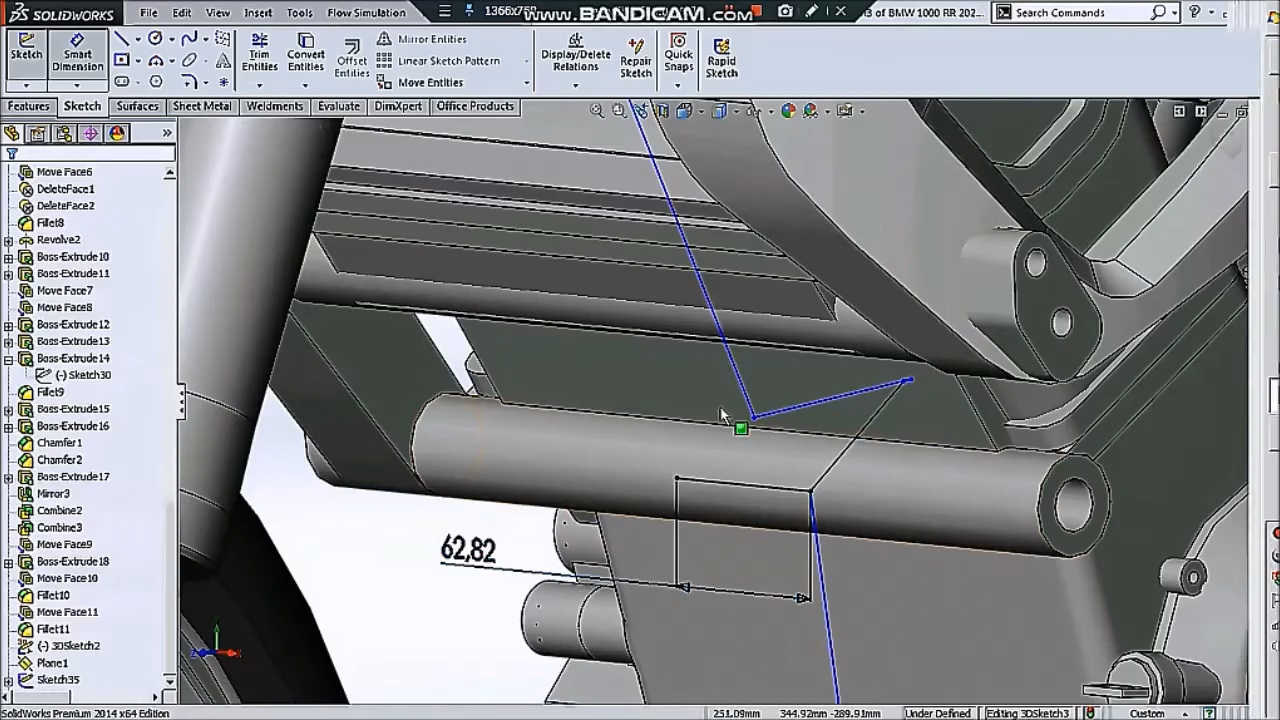 SOLIDWORKS File Edit View Insert Tools Flow Simulation 1366x768 www.BANDICAM.com 3 of BMW 1000 RR 202... Search Commands
Sketch
Smart Dimension
Trim Entities
Convert Entities
Offset Entities
Mirror Entities
Linear Sketch Pattern
Move Entities
Display/Delete Relations
Repair Sketch
Quick Snaps
Rapid Sketch
Features Sketch Surfaces Sheet Metal Weldments Evaluate DimXpert Office Products
Move Face6
DeleteFace1
DeleteFace2
Fillet8
Revolve2
Boss-Extrude10
Boss-Extrude11
Move Face7
Move Face8
Boss-Extrude12
Boss-Extrude13
Boss-Extrude14
(-) Sketch30
Fillet9
Boss-Extrude15
Boss-Extrude16
Chamfer1
Chamfer2
Boss-Extrude17
Mirror3
Combine2
Combine3
Move Face9
Boss-Extrude18
Move Face10
Fillet10
Move Face11
Fillet11
(-) 3DSketch2
Plane1
Sketch35
62,82
SolidWorks Premium 2014 x64 Edition 251.09mm 344.92mm -289.91mm Under Defined Editing 3DSketch3 Custom